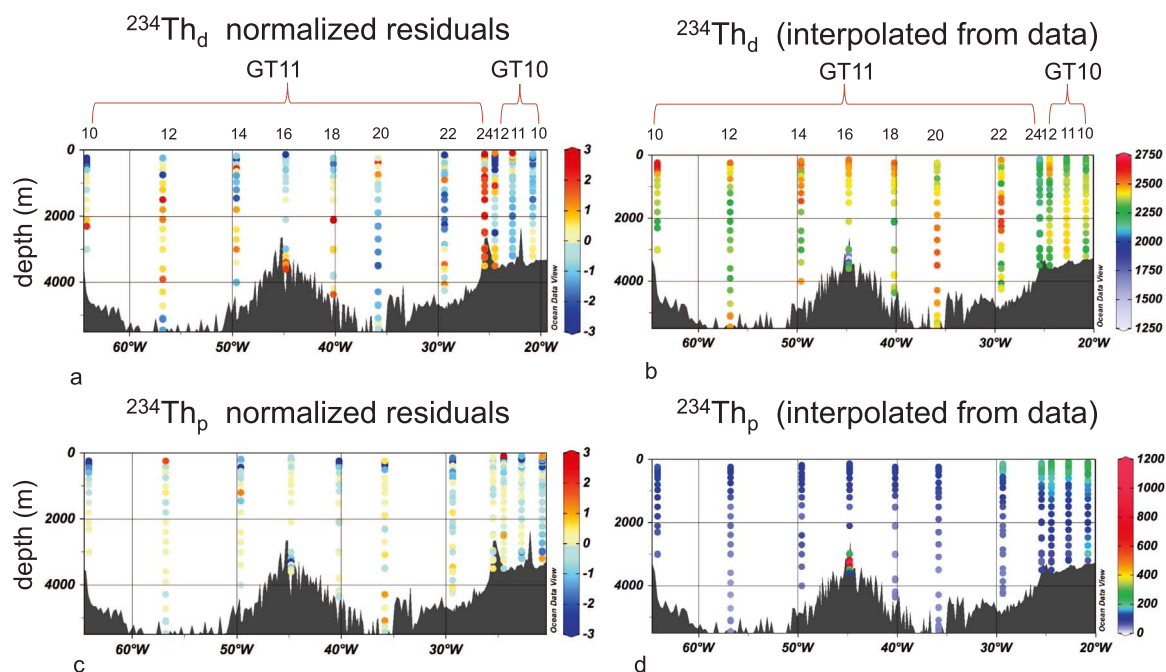 ²³⁴Th_d normalized residuals
²³⁴Th_d (interpolated from data)
GT11
GT10
GT11
GT10
10 12 14 16 18 20 22 24 12 11 10
10 12 14 16 18 20 22 24 12 11 10
depth (m)
0
2000
4000
60°W 50°W 40°W 30°W 20°W
Ocean Data View
3
2
1
0
-1
-2
-3
a
0
2000
4000
60°W 50°W 40°W 30°W 20°W
Ocean Data View
2750
2500
2250
2000
1750
1500
1250
b
²³⁴Th_p normalized residuals
²³⁴Th_p (interpolated from data)
depth (m)
0
2000
4000
60°W 50°W 40°W 30°W 20°W
Ocean Data View
3
2
1
0
-1
-2
-3
c
0
2000
4000
60°W 50°W 40°W 30°W 20°W
Ocean Data View
1200
1000
800
600
400
200
0
d